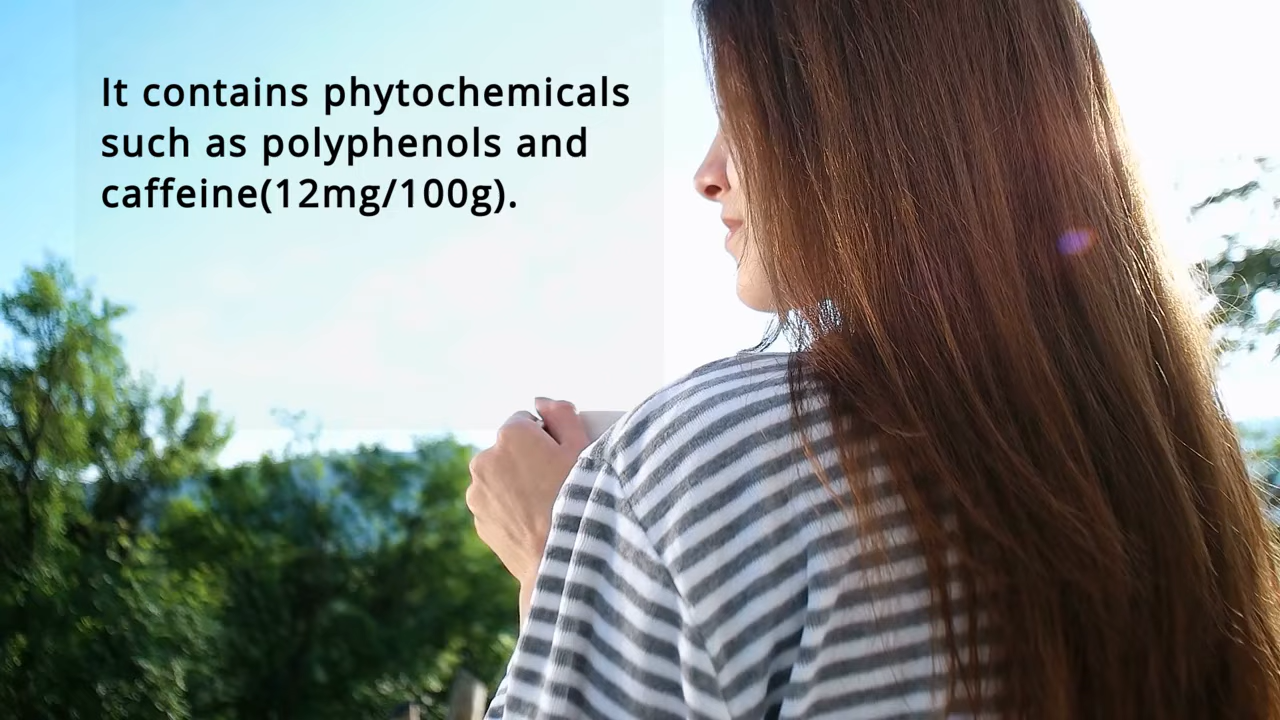 It contains phytochemicals
such as polyphenols and
caffeine(12mg/100g).